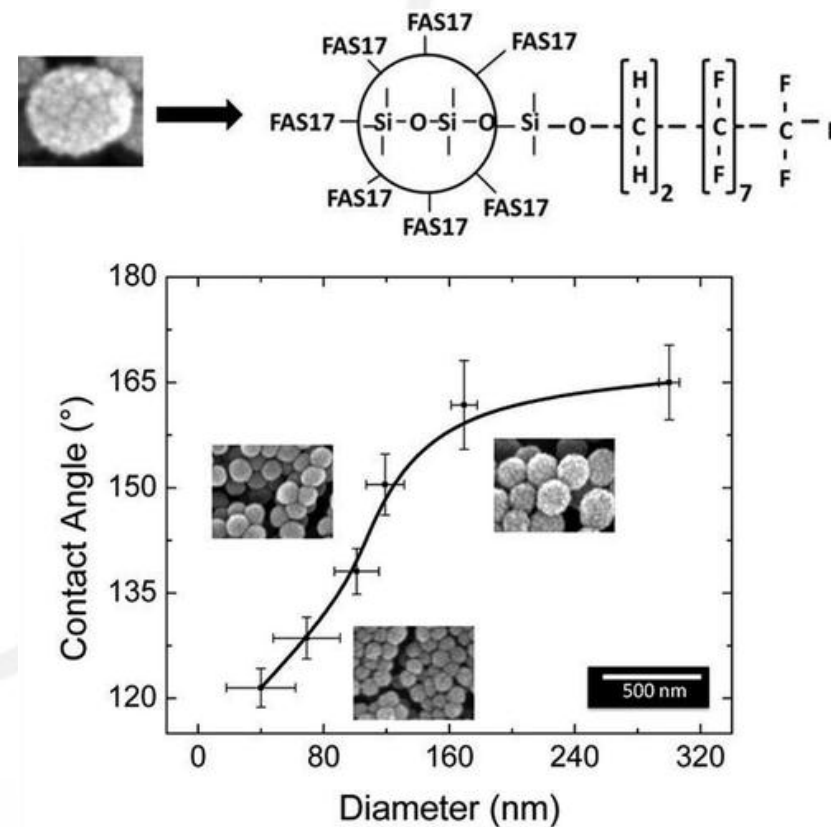 FAS17
FAS17 FAS17
FAS17
FAS17 Si O Si O Si O
H
C
H
2
F
C
F
7
F
C
F
FAS17
FAS17
FAS17
180
165
150
135
120
Contact Angle (°)
500 nm
0 80 160 240 320
Diameter (nm)